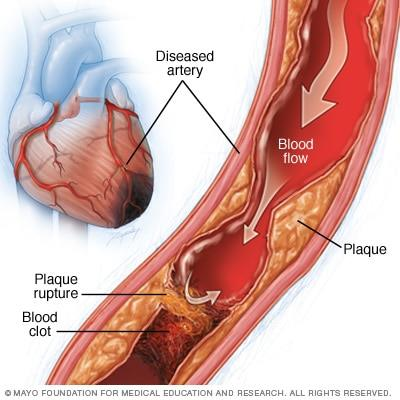 Diseased
artery
Blood
flow
Plaque
Plaque
rupture
Blood
clot
© MAYO FOUNDATION FOR MEDICAL EDUCATION AND RESEARCH. ALL RIGHTS RESERVED.